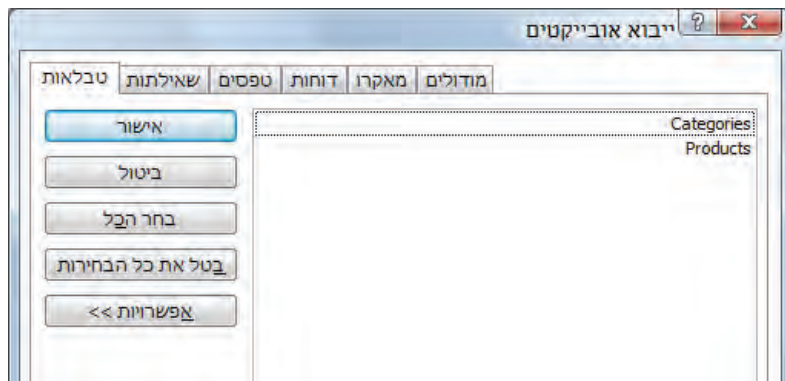 ייבוא אובייקטים
טבלאות שאילתות טפסים דוחות מאקרו מודולים
Categories
Products
אישור
ביטול
בחר הכל
בטל את כל הבחירות
אפשרויות >>